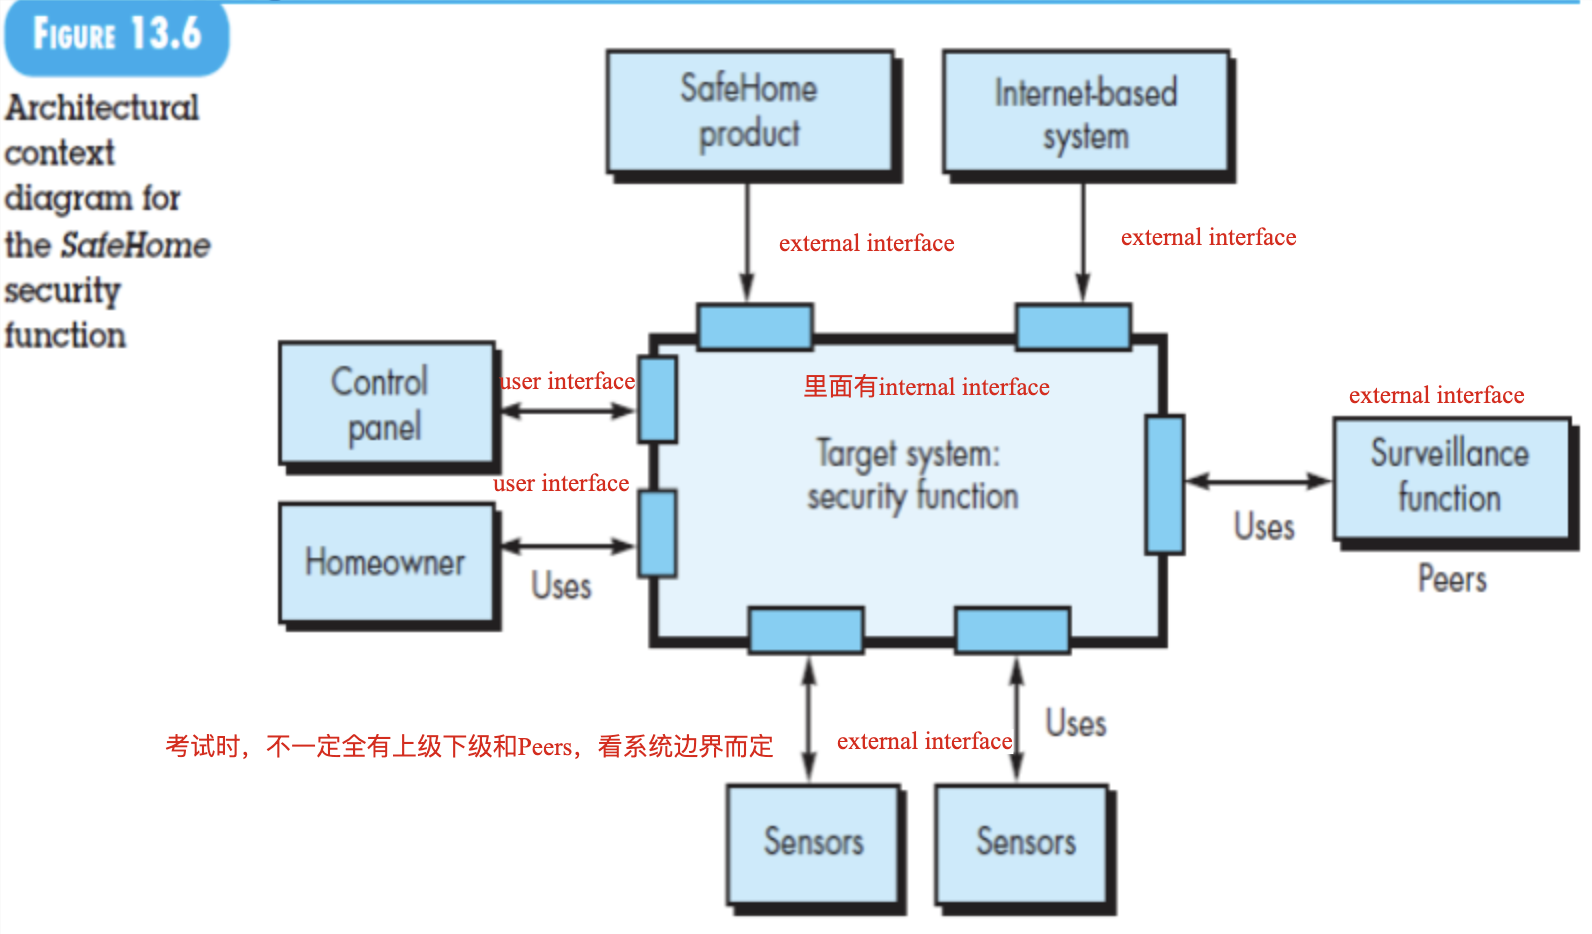 FIGURE 13.6
Architectural
context
diagram for
the SafeHome
security
function
SafeHome
product
Internet-based
system
external interface
external interface
Control
panel
user interface
里面有internal interface
Target system:
security function
external interface
Surveillance
function
Uses
Peers
user interface
Homeowner
Uses
考试时，不一定全有上级下级和Peers，看系统边界而定
external interface
Uses
Sensors
Sensors